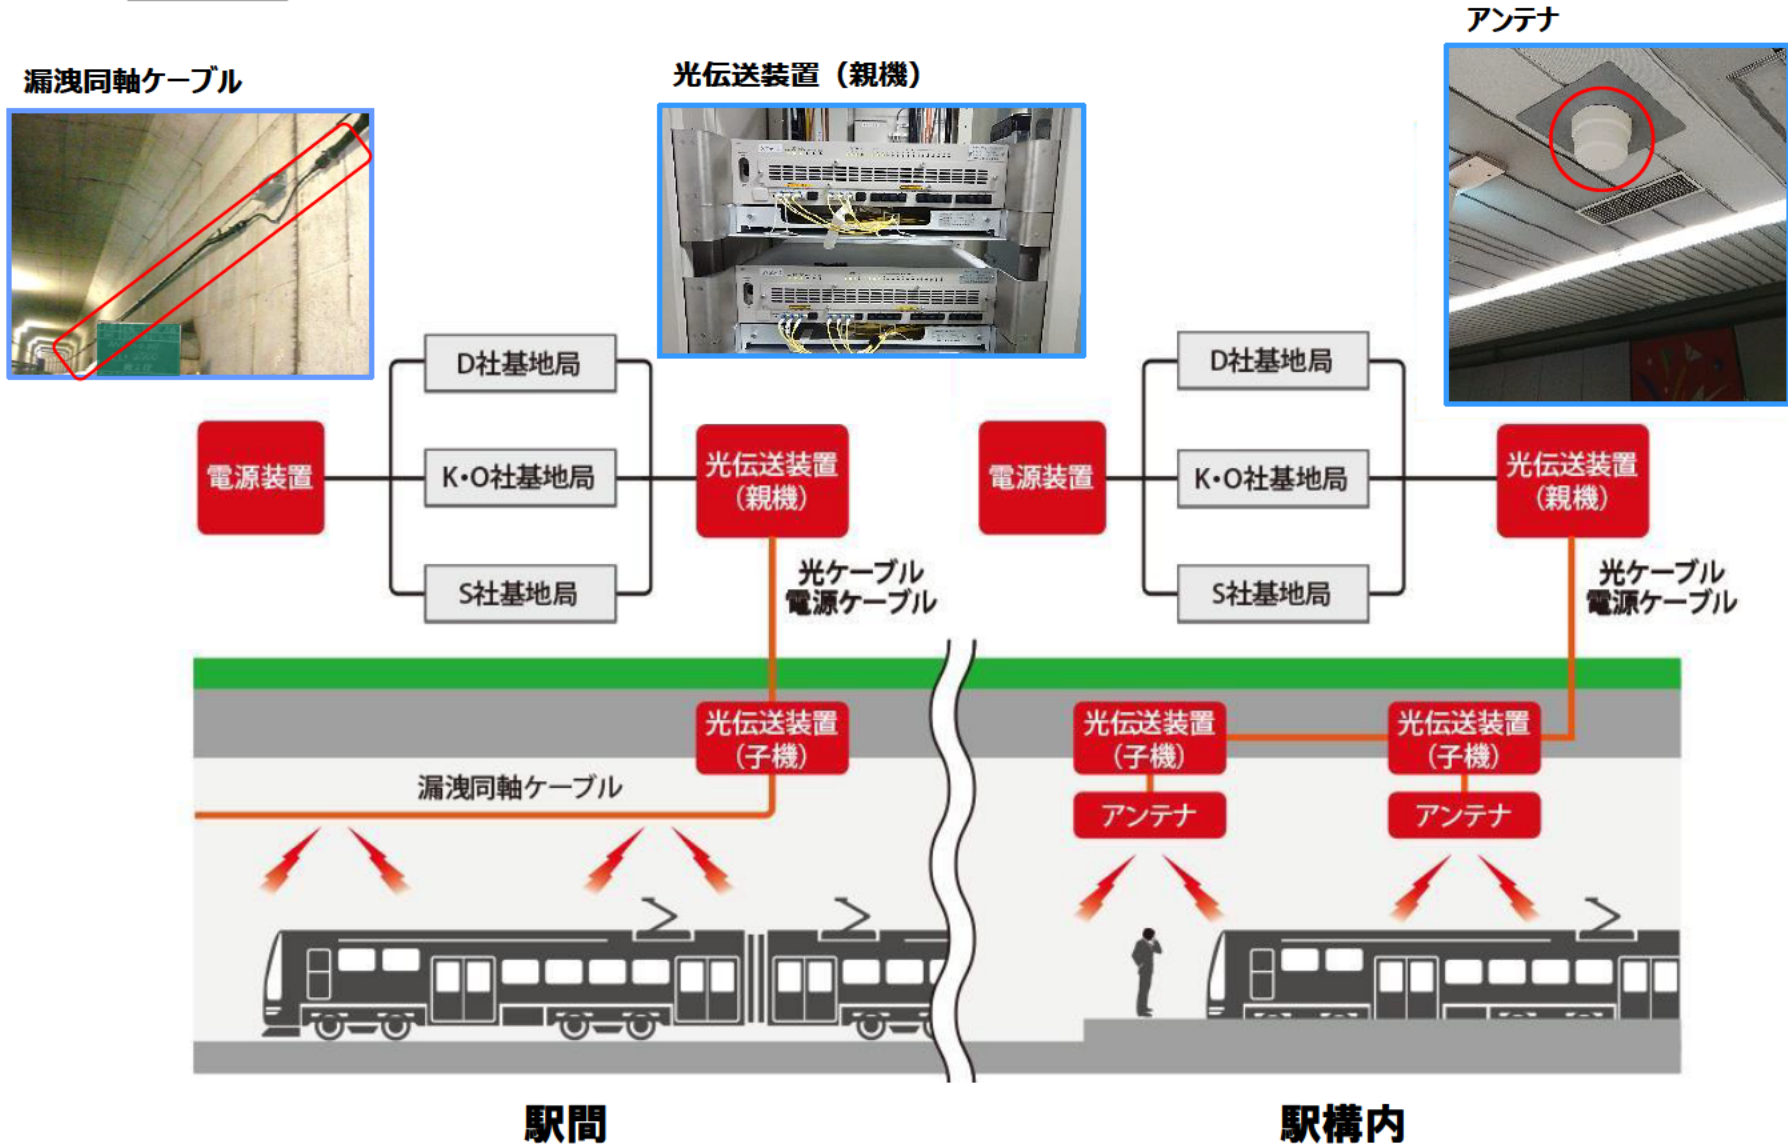 アンテナ
漏洩同軸ケーブル
光伝送装置（親機）
D社基地局
K・O社基地局
S社基地局
電源装置
光伝送装置
（親機）
光ケーブル
電源ケーブル
D社基地局
K・O社基地局
S社基地局
電源装置
光伝送装置
（親機）
光ケーブル
電源ケーブル
光伝送装置
（子機）
漏洩同軸ケーブル
光伝送装置
（子機）
光伝送装置
（子機）
アンテナ
アンテナ
駅間
駅構内